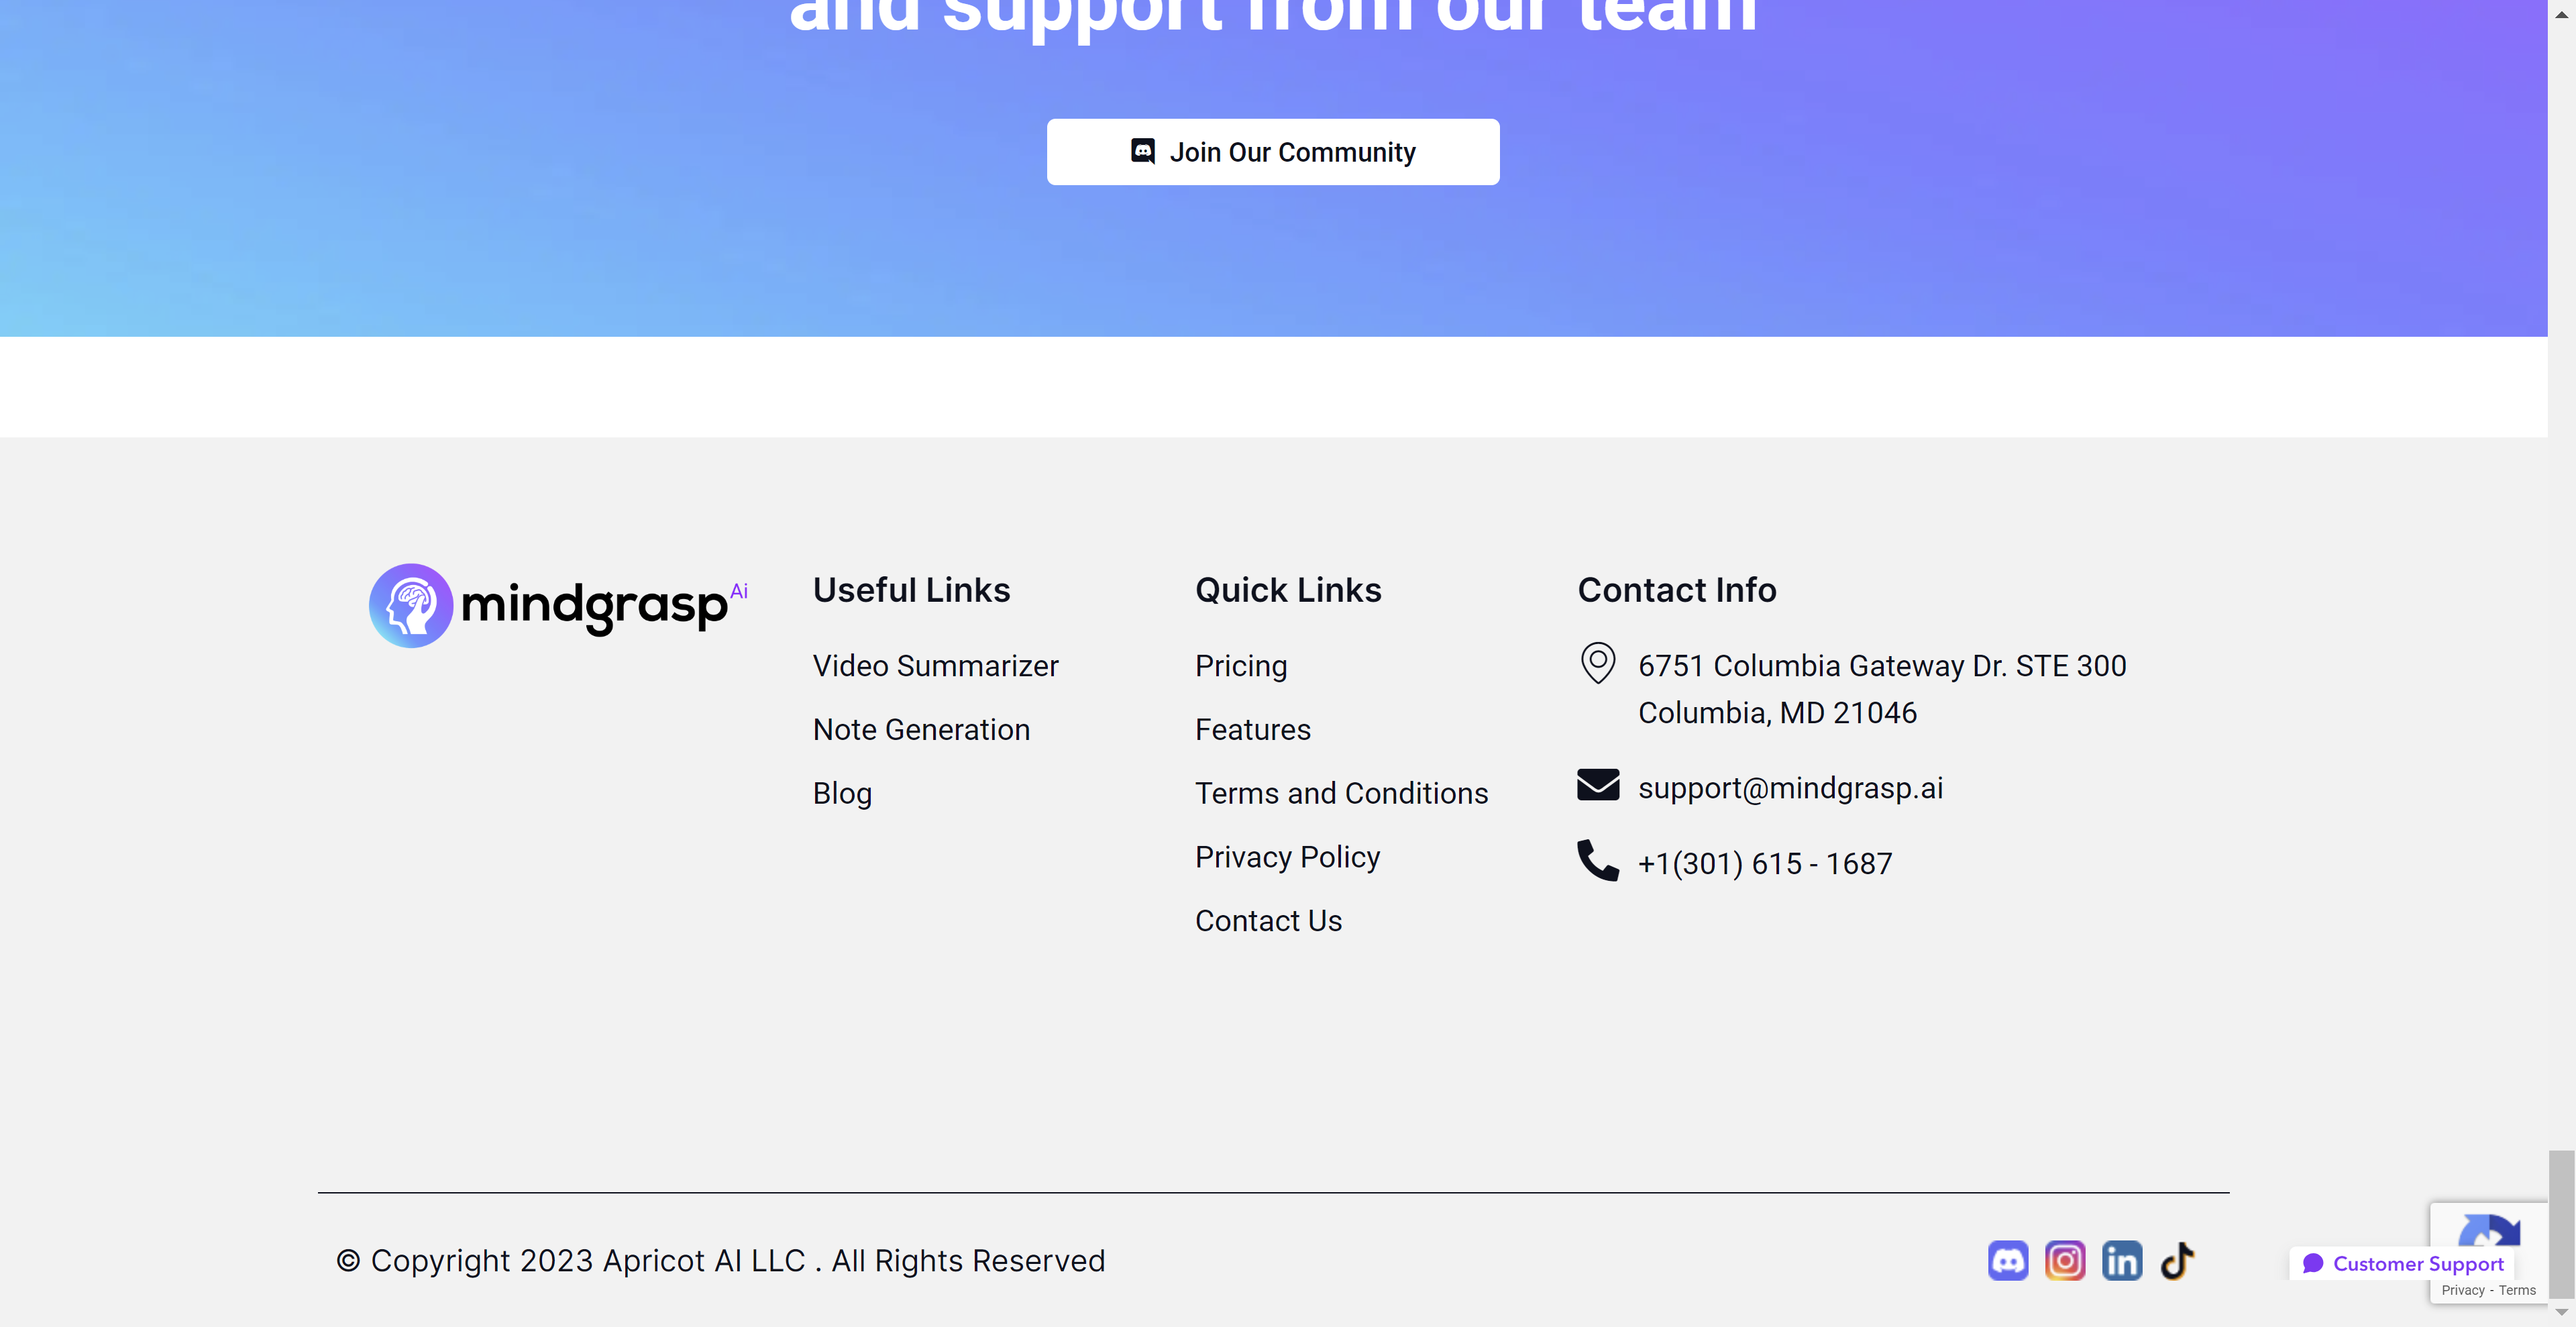 and support from our team
Join Our Community
mindgrasp Ai
Useful Links
Video Summarizer
Note Generation
Blog
Quick Links
Pricing
Features
Terms and Conditions
Privacy Policy
Contact Us
Contact Info
6751 Columbia Gateway Dr. STE 300
Columbia, MD 21046
support@mindgrasp.ai
+1(301) 615 - 1687
© Copyright 2023 Apricot AI LLC . All Rights Reserved
in
Customer Support
Privacy - Terms